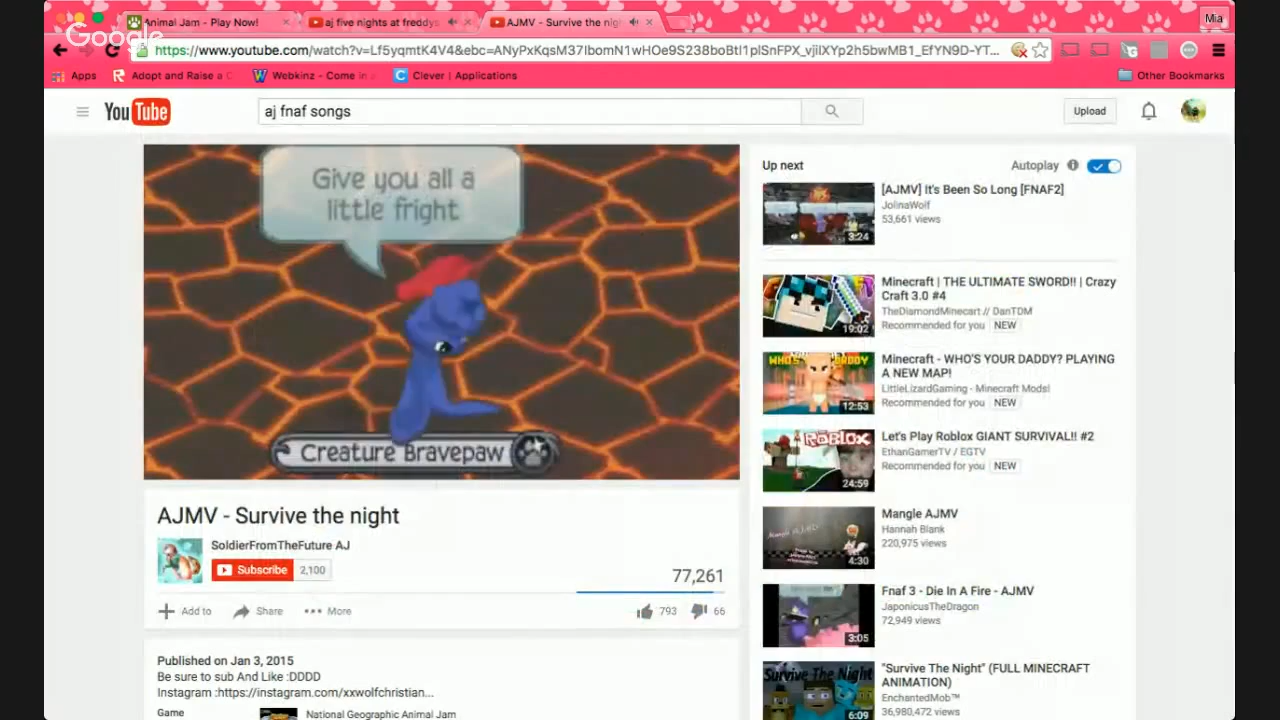 Animal Jam - Play Now!
aj five nights at freddys
AJMV - Survive the nigh
Mia
Google
https://www.youtube.com/watch?v=Lf5yqmtK4V4&ebc=
Apps
Adopt and Raise a C
Webkinz - Come in a
Clever | Applications
Other Bookmarks
YouTube
aj fnaf songs
Upload
Give you all a
little fright
Creature Bravepaw
AJMV - Survive the night
SoldierFromTheFuture AJ
Subscribe 2,100
77,261
Add to Share More
793 66
Published on Jan 3, 2015
Be sure to sub And Like :DDDD
Instagram :https://instagram.com/xxwolfchristian...
Game
National Geographic Animal Jam
Up next
Autoplay
[AJMV] It's Been So Long [FNAF2]
JolinaWolf
53,661 views
3:24
Minecraft | THE ULTIMATE SWORD!! | Crazy
Craft 3.0 #4
TheDiamondMinecart // DanTDM
Recommended for you NEW
19:02
Minecraft - WHO'S YOUR DADDY? PLAYING
A NEW MAP!
LittleLizardGaming - Minecraft Mods!
Recommended for you NEW
WHO'S DADDY
12:53
Let's Play Roblox GIANT SURVIVAL!! #2
EthanGamerTV / EGTV
Recommended for you NEW
ROBLOX
24:59
Mangle AJMV
Hannah Blank
220,975 views
4:30
Fnaf 3 - Die In A Fire - AJMV
JaponicusTheDragon
72,949 views
3:05
"Survive The Night" (FULL MINECRAFT
ANIMATION)
EnchantedMob™
36,980,472 views
Survive The Night
6:09